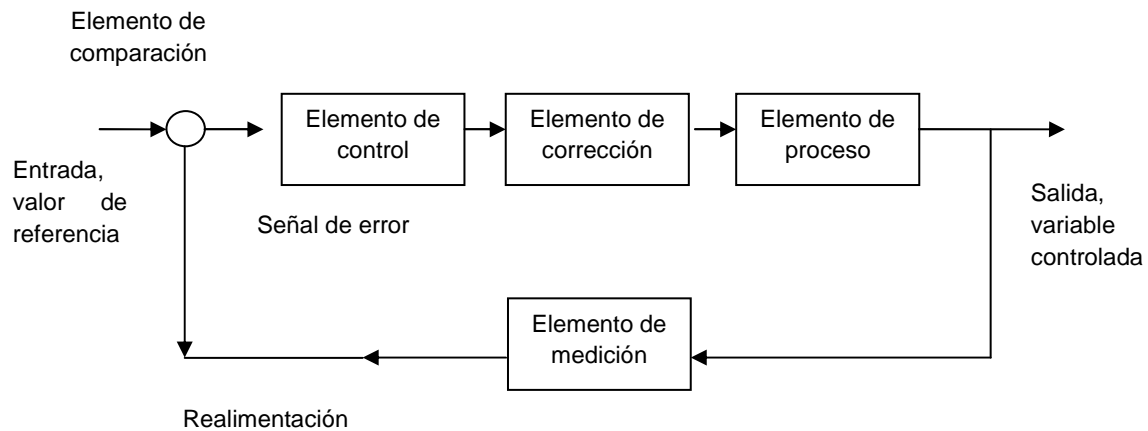 Elemento de
comparación
Elemento de
control
Elemento de
corrección
Elemento de
proceso
Entrada,
valor de
referencia
Señal de error
Salida,
variable
controlada
Elemento de
medición
Realimentación